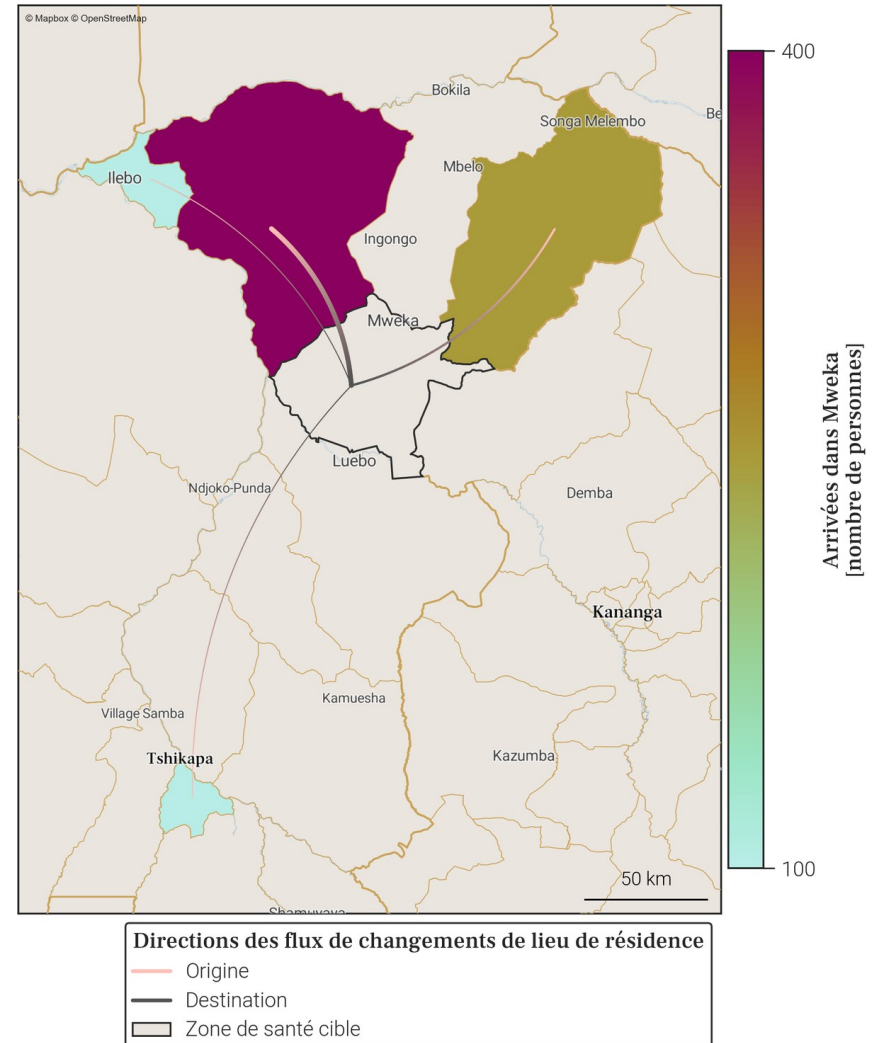 © Mapbox © OpenStreetMap
400
Bokila
Be
Songa Melembo
Mbelo
Ilebo
Ingongo
Mweka
Luebo
Ndjoko-Punda
Demba
Kananga
Kamuesha
Village Samba
Tshikapa
Kazumba
50 km
100
Shamuyaya
Arrivées dans Mweka
[nombre de personnes]
Directions des flux de changements de lieu de résidence
Origine
Destination
Zone de santé cible